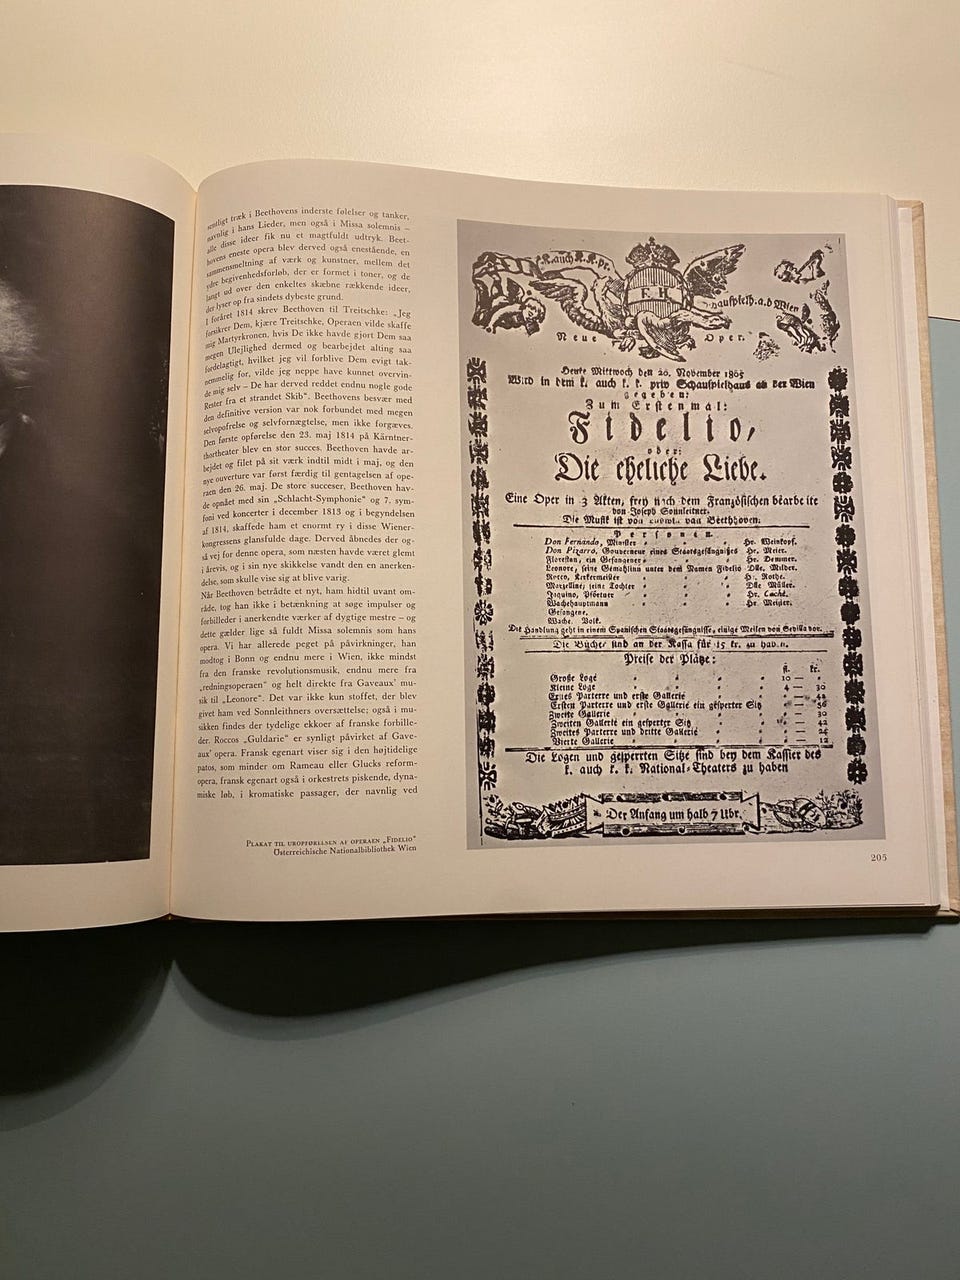 sentligt træk i Beethovens inderste følelser og tanker,
navnlig i hans Lieder, men også i Missa solemnis –
alle disse ideer fik nu et magtfuldt udtryk. Beet-
hovens eneste opera blev derved også enestående, en
sammensmeltning af værk og kunstner, mellem det
ydre begivenhedsforløb, der er formet i toner, og de
langt ud over den enkeltes skæbne rækkende ideer,
der lyser op fra sindets dybeste grund.
I foråret 1814 skrev Beethoven til Treitschke: „Jeg
forsikrer Dem, kjære Treitschke, Operaen vilde skaffe
mig Martyrkronen, hvis De ikke havde gjort Dem saa
megen Ulejlighed dermed og bearbejdet alting saa
fordelagtigt, hvilket jeg vil forblive Dem evigt tak-
nemmelig for, vilde jeg neppe have kunnet overvin-
de mig selv – De har derved reddet endnu nogle gode
Rester fra et strandet Skib“. Beethovens besvær med
den definitive version var nok forbundet med megen
selvopofrelse og selvfornægtelse, men ikke forgæves.
Den første opførelse den 23. maj 1814 på Kärntner-
thortheater blev en stor succes. Beethoven havde ar-
bejdet og filet på sit værk indtil midt i maj, og den
nye ouverture var først færdig til gentagelsen af ope-
raen den 26. maj. De store succeser, Beethoven hav-
de opnået med sin „Schlacht-Symphonie“ og 7. sym-
foni ved koncerter i december 1813 og i begyndelsen
af 1814, skaffede ham et enormt ry i disse Wiener-
kongressens glansfulde dage. Derved åbnedes der og-
så vej for denne opera, som næsten havde været glemt
i årevis, og i sin nye skikkelse vandt den en anerken-
delse, som skulle vise sig at blive varig.
Når Beethoven betrådte et nyt, ham hidtil uvant om-
råde, tog han ikke i betænkning at søge impulser og
forbilleder i anerkendte værker af dygtige mestre – og
dette gælder lige så fuldt Missa solemnis som hans
opera. Vi har allerede peget på påvirkninger, han
modtog i Bonn og endnu mere i Wien, ikke mindst
fra den franske revolutionsmusik, endnu mere fra
„redningsoperaen“ og helt direkte fra Gaveaux’ mu-
sik til „Leonore“. Det var ikke kun stoffet, der blev
givet ham ved Sonnleithners oversættelse; også i mu-
sikken findes der tydelige ekkoer af franske forbille-
der. Roccos „Guldarie“ er synligt påvirket af Gave-
aux’ opera. Fransk egenart viser sig i den højtidelige
patos, som minder om Rameau eller Glucks reform-
opera, fransk egenart også i orkestrets piskende, dyna-
miske løb, i kromatiske passager, der navnlig ved
PLAKAT TIL UROPFØRELSEN AF OPERAEN „FIDELIO“
Österreichische Nationalbibliothek Wien
K. auch K.K. pr.
F. H.
Schauspielh. a. d. Wien
Neue Oper.
Heute Mittwoch den 20. November 1805
Wird in dem k. auch k. k. priv Schauspielhaus an der Wien
gegeben:
Zum Erstenmal:
Fidelio,
oder:
Die eheliche Liebe.
Eine Oper in 3 Akten, frey nach dem Französischen bearbeitet
von Joseph Sonnleitner.
Die Musik ist von van Beethhoven.
Personen.
Don Fernando, Minister Hr. Weinkopf.
Don Pizarro, Gouverneur eines Staatsgefängnißes Hr. Meier.
Florestan, ein Gefangener Hr. Demmer.
Leonore, seine Gemahlinn unter dem Namen Fidelio Dlle. Milder.
Rocco, Kerkermeister Hr. Rothe.
Marzelline, seine Tochter Dlle Müller.
Jaquino, Pförtner Hr. Caché.
Wachehauptmann Hr. Meister.
Gefangene.
Wache. Volk.
Die Handlung geht in einem Spanischen Staatsgefängnisse, einige Meilen von Sevilla vor.
Die Bücher sind an der Kassa für 15 kr. zu haben.
Preise der Plätze:
fl. kr.
Große Loge 10 —
Kleine Loge 4 — 30
Erstes Parterre und erste Gallerie — 42
Ersten Parterre und erste Gallerie ein gesperter Sitz — 56
Zweite Gallerie — 30
Zweiten Gallerie ein gesperter Sitz — 42
Zweites Parterre und dritte Gallerie — 24
Vierte Gallerie — 12
Die Logen und gesperrten Sitze sind bey dem Kassier des
k. auch k. k. National-Theaters zu haben
Der Anfang um halb 7 Uhr.
205